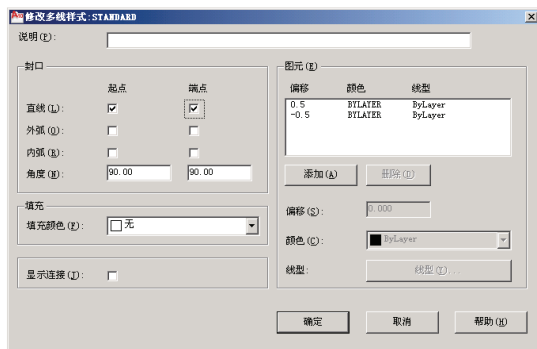 修改多线样式:STANDARD
说明(P):
封口
起点 端点
直线(L):
外弧(O):
内弧(R):
角度(N): 90.00 90.00
填充
填充颜色(F): 无
显示连接(J):
图元(E)
偏移 颜色 线型
0.5 BYLAYER ByLayer
-0.5 BYLAYER ByLayer
添加(A) 删除(D)
偏移(S): 0.000
颜色(C): ByLayer
线型: 线型(Y)...
确定 取消 帮助(H)